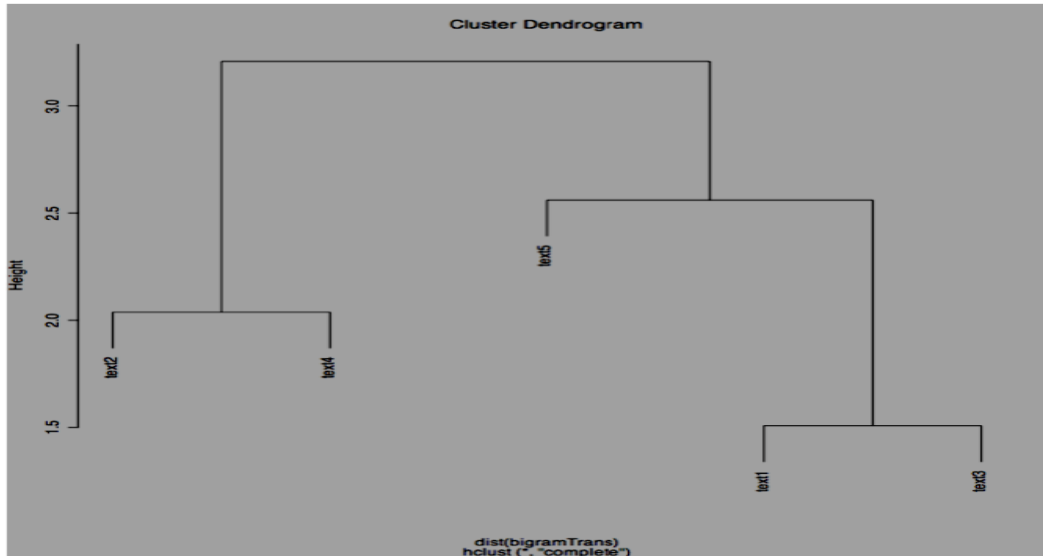 Cluster Dendrogram
Height
3.0
2.5
2.0
1.5
text5
text2
text4
text1
text3
dist(bigramTrans)
hclust (*, "complete")